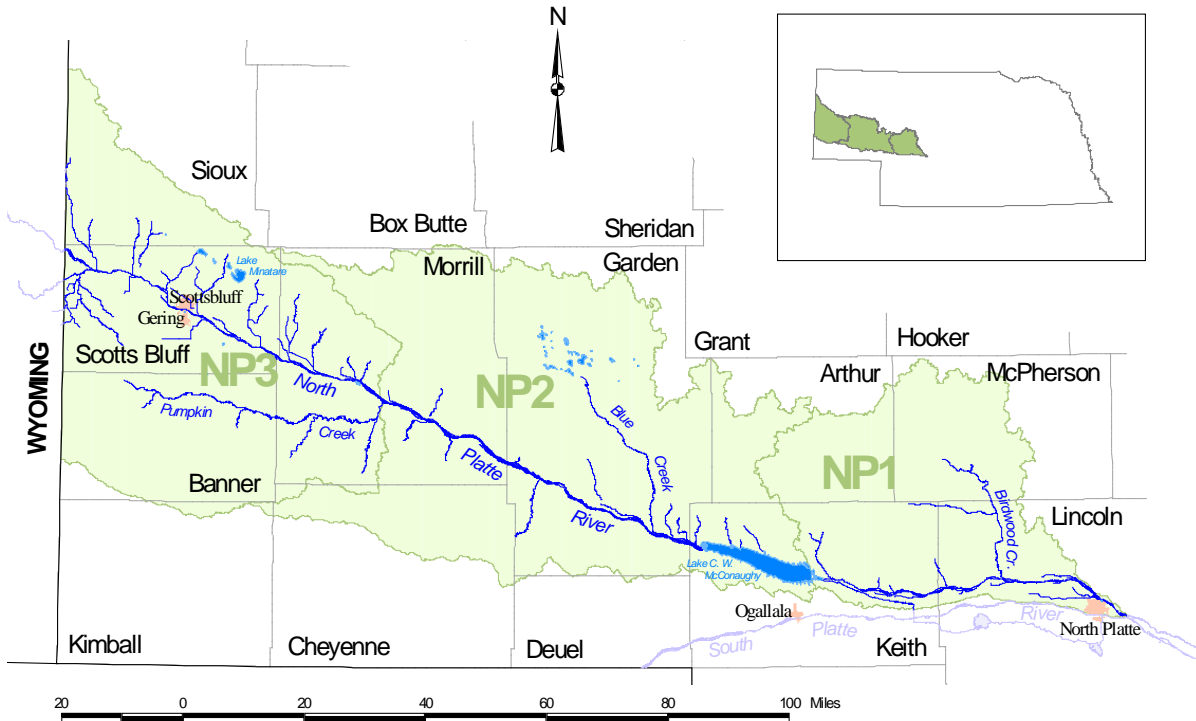 N
Sioux
Box Butte
Sheridan
Morrill
Garden
Lake
Minatare
Scottsbluff
Gering
Grant
Hooker
WYOMING
Scotts Bluff
NP3
North
NP2
Arthur
McPherson
Pumpkin
Creek
Blue
Creek
Platte
River
NP1
Banner
Birdwood Cr.
Lincoln
Lake C. W.
McConaughy
Ogallala
South
Platte
River
North Platte
Kimball
Cheyenne
Deuel
Keith
20 0 20 40 60 80 100 Miles